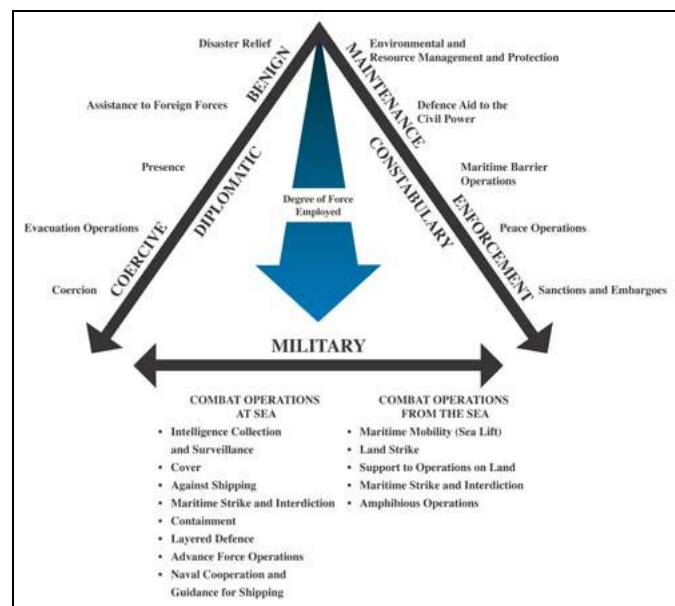 Disaster Relief
Environmental and
Resource Management and Protection
BENIGN
MAINTENANCE
Assistance to Foreign Forces
Defence Aid to the
Civil Power
Presence
DIPLOMATIC
CONSTABULARY
Maritime Barrier
Operations
Degree of Force
Employed
Evacuation Operations
COERCIVE
ENFORCEMENT
Peace Operations
Coercion
Sanctions and Embargoes
MILITARY
COMBAT OPERATIONS
AT SEA
• Intelligence Collection
and Surveillance
• Cover
• Against Shipping
• Maritime Strike and Interdiction
• Containment
• Layered Defence
• Advance Force Operations
• Naval Cooperation and
Guidance for Shipping
COMBAT OPERATIONS
FROM THE SEA
• Maritime Mobility (Sea Lift)
• Land Strike
• Support to Operations on Land
• Maritime Strike and Interdiction
• Amphibious Operations